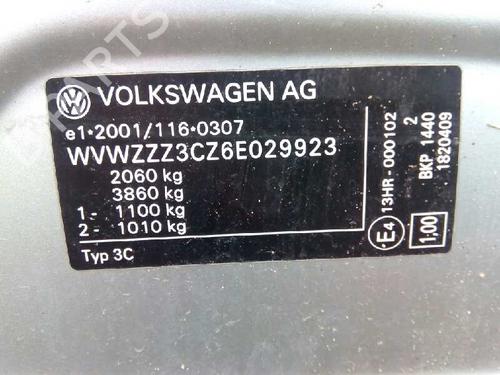 VOLKSWAGEN AG
e1*2001/116*0307
WVWZZZ3CZ6E029923
2060 kg
3860 kg
1- 1100 kg
2- 1010 kg
Typ 3C
E4
13HR-000102
2
BKP 1440
1820409
1,00
PARTS